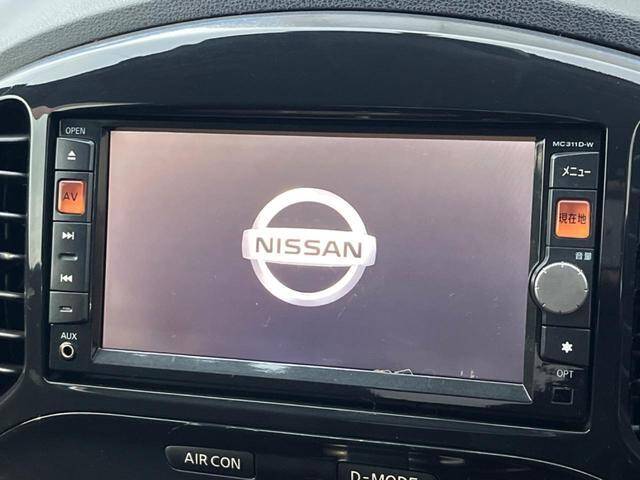 OPEN
MC311D-W
メニュー
AV
現在地
NISSAN
音量
AUX
OPT
AIR CON
D-MODE